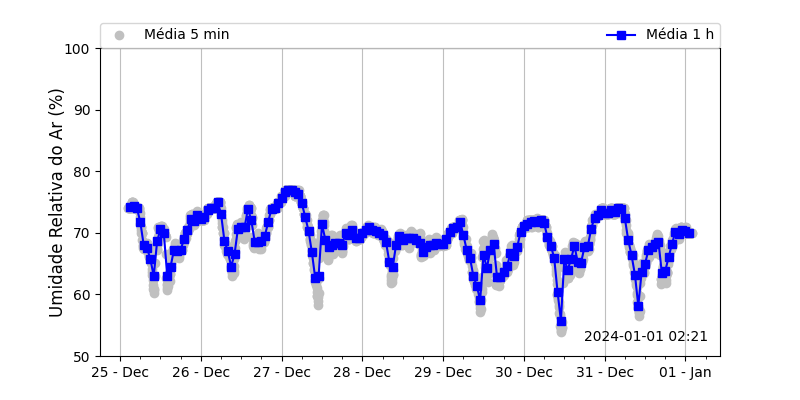 Média 5 min
Média 1 h
Umidade Relativa do Ar (%)
100
90
80
70
60
50
2024-01-01 02:21
25 - Dec
26 - Dec
27 - Dec
28 - Dec
29 - Dec
30 - Dec
31 - Dec
01 - Jan